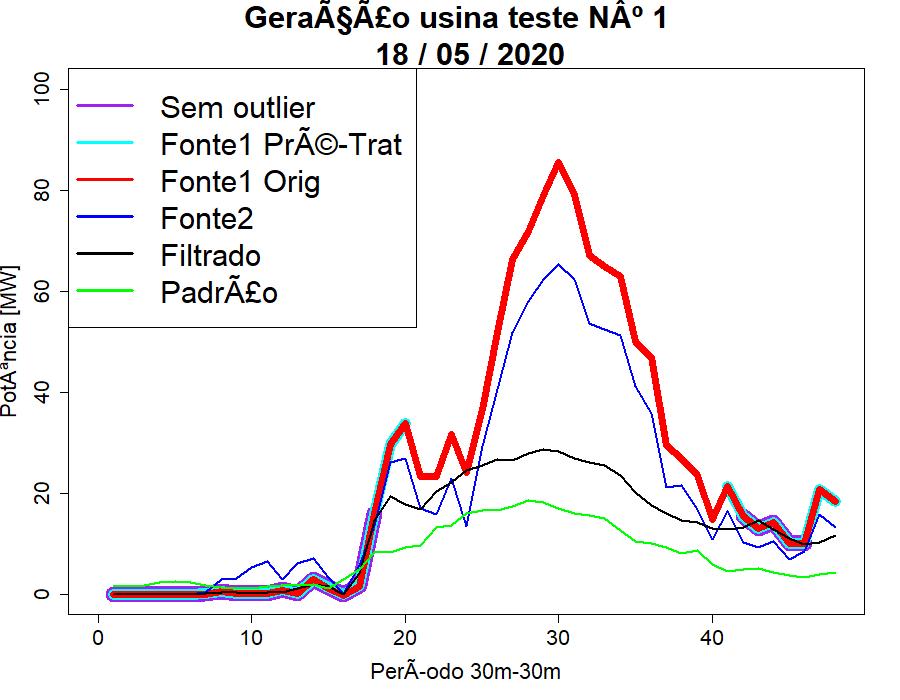 GeraÃ§Ã£o usina teste NÂº 1
18 / 05 / 2020
Sem outlier
Fonte1 PrÃ©-Trat
Fonte1 Orig
Fonte2
Filtrado
PadrÃ£o
PotÃªncia [MW]
100
80
60
40
20
0
0
10
20
30
40
PerÃ-odo 30m-30m